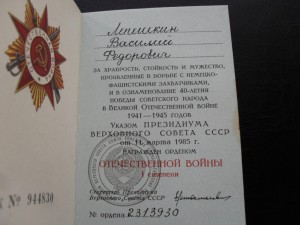 Лепешкин
Василий
Федорович
ЗА ХРАБРОСТЬ, СТОЙКОСТЬ И МУЖЕСТВО,
ПРОЯВЛЕННЫЕ В БОРЬБЕ С НЕМЕЦКО-
ФАШИСТСКИМИ ЗАХВАТЧИКАМИ,
И В ОЗНАМЕНОВАНИЕ 40-ЛЕТИЯ
ПОБЕДЫ СОВЕТСКОГО НАРОДА
В ВЕЛИКОЙ ОТЕЧЕСТВЕННОЙ ВОЙНЕ
1941—1945 ГОДОВ
УКАЗОМ ПРЕЗИДИУМА
ВЕРХОВНОГО СОВЕТА СССР
от 11 марта 1985 г.
НАГРАЖДЕН ОРДЕНОМ
ОТЕЧЕСТВЕННОЙ ВОЙНЫ
I степени
Секретарь Президиума
Верховного Совета СССР
№ ордена 2313930
К № 944830